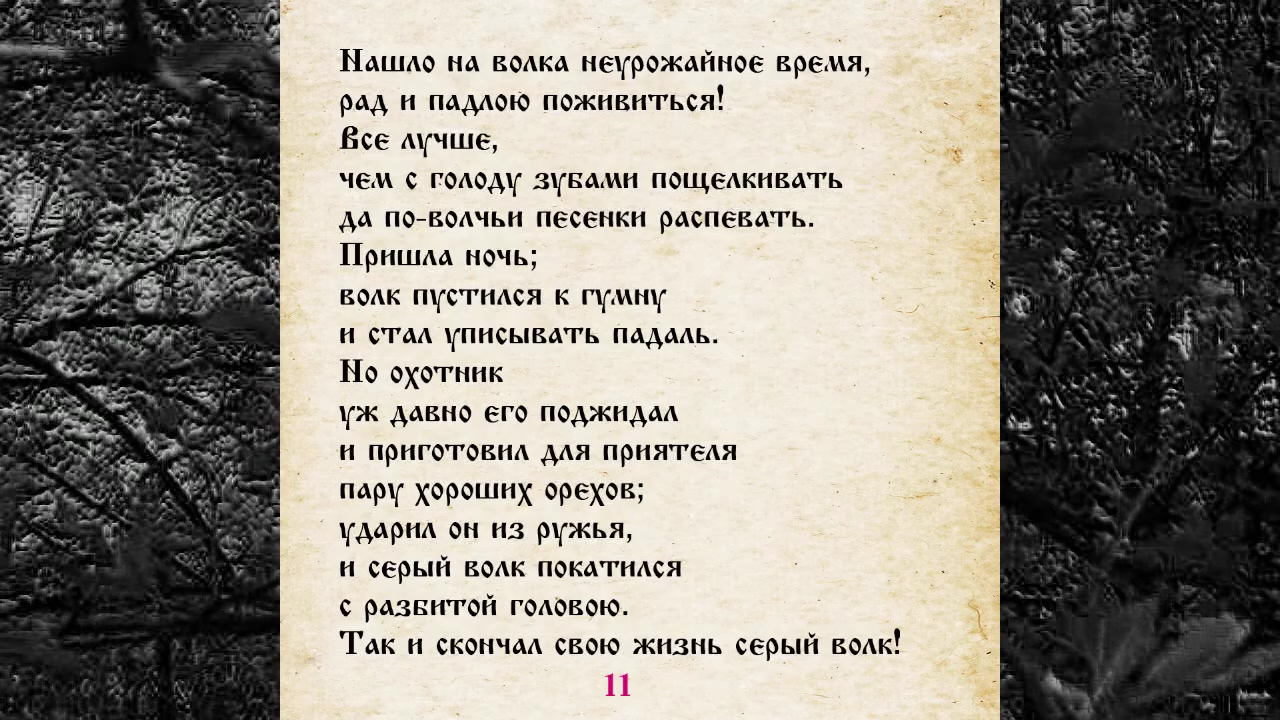 Нашло на волка неурожайное время,
рад и падлою поживиться!
Все лучше,
чем с голоду зубами пощелкивать
да по-волчьи песенки распевать.
Пришла ночь;
волк пустился к гумну
и стал уписывать падаль.
Но охотник
уж давно его поджидал
и приготовил для приятеля
пару хороших орехов;
ударил он из ружья,
и серый волк покатился
с разбитой головою.
Так и скончал свою жизнь серый волк!
11